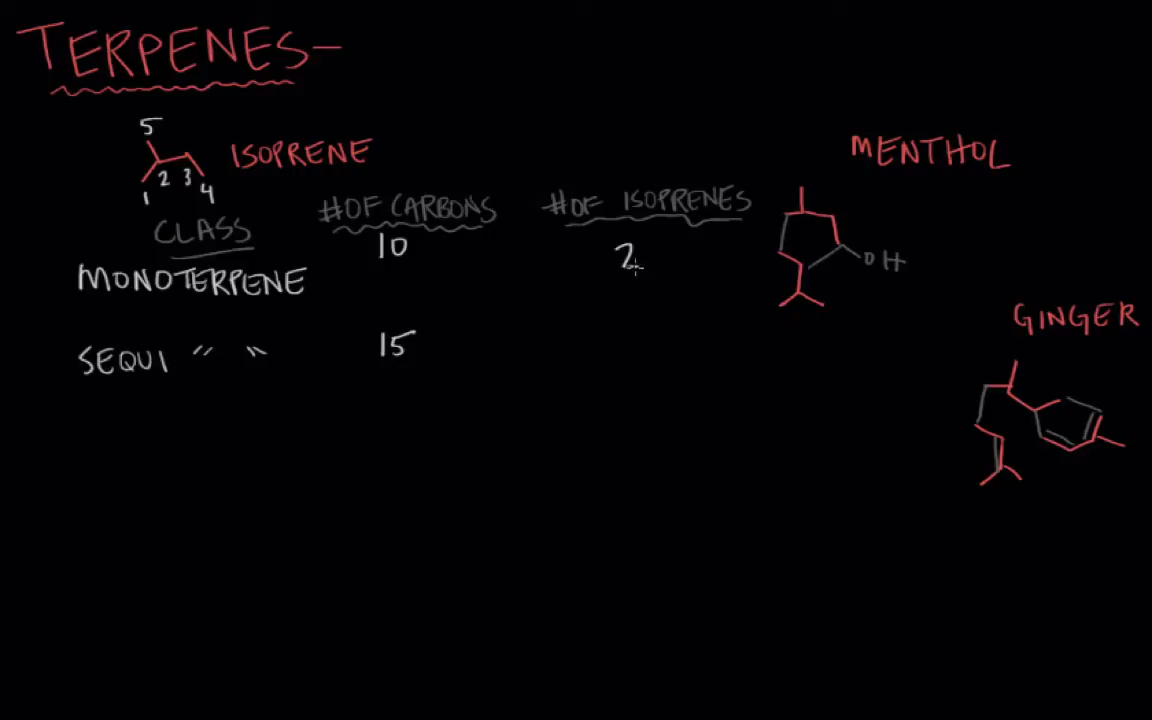 TERPENES—
5
ISOPRENE
1 2 3 4
MENTHOL
CLASS #OF CARBONS #OF ISOPRENES
OH
MONOTERPENE 10 2
GINGER
SEQUI " " 15